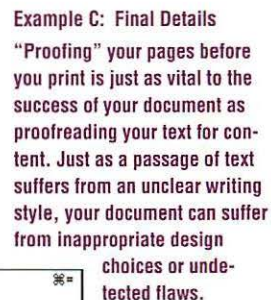 Example C: Final Details
“Proofing” your pages before
you print is just as vital to the
success of your document as
proofreading your text for con-
tent. Just as a passage of text
suffers from an unclear writing
style, your document can suffer
from inappropriate design
choices or unde-
⌘=
tected flaws.